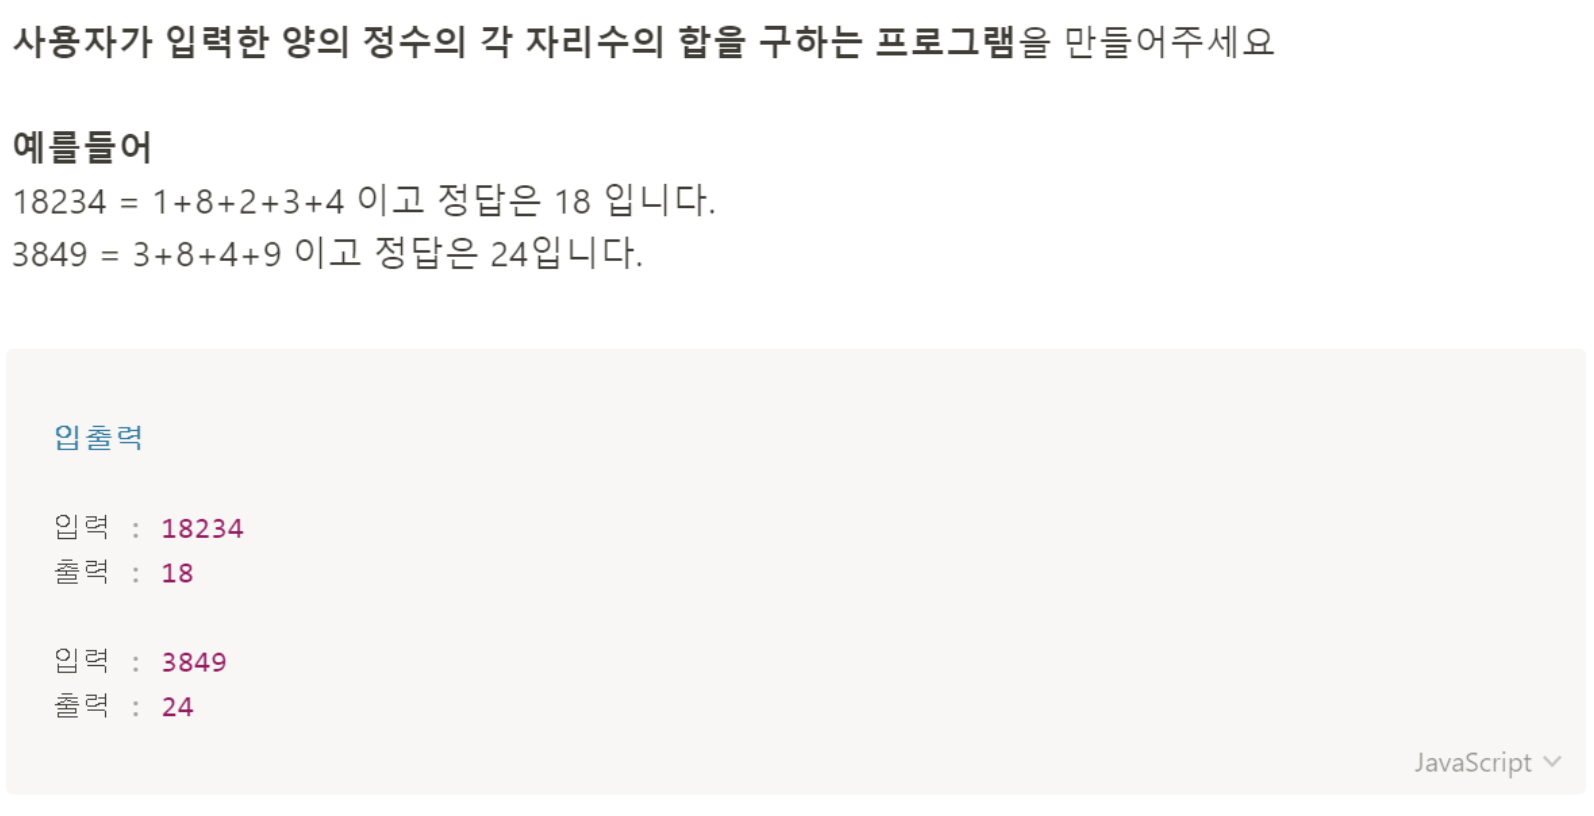 사용자가 입력한 양의 정수의 각 자리수의 합을 구하는 프로그램을 만들어주세요
예를들어
18234 = 1+8+2+3+4 이고 정답은 18 입니다.
3849 = 3+8+4+9 이고 정답은 24입니다.
입출력
입력 : 18234
출력 : 18
입력 : 3849
출력 : 24
JavaScript